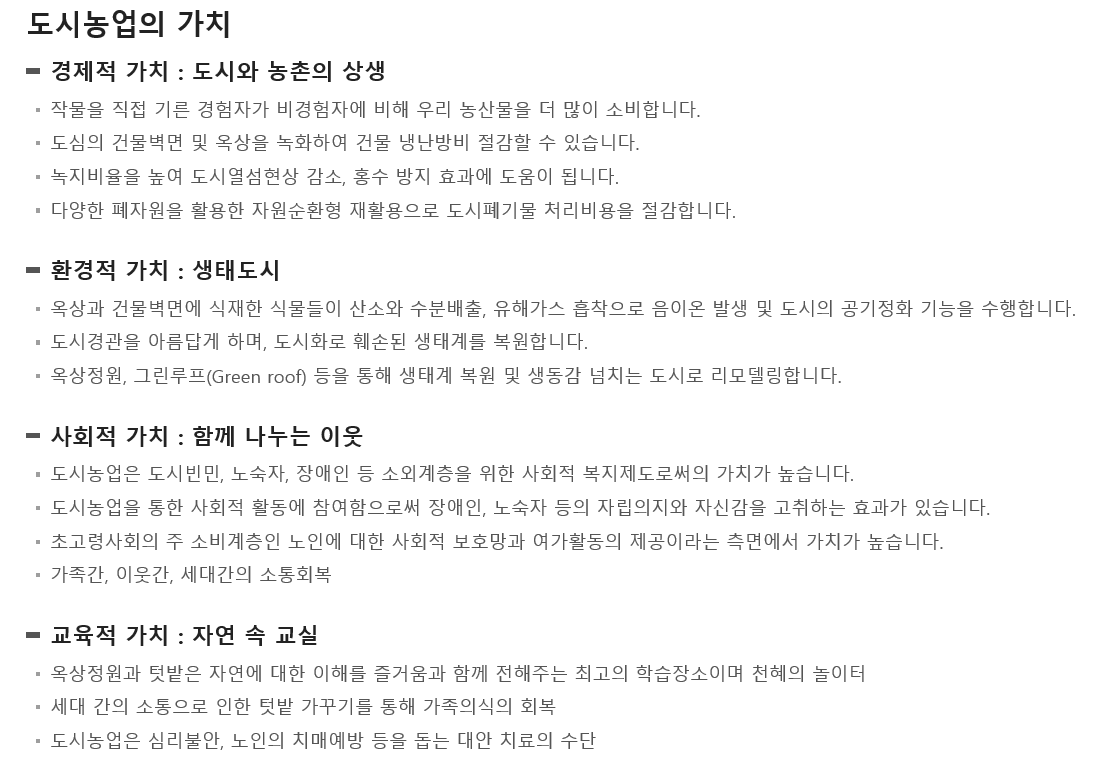 도시농업의 가치
경제적 가치 : 도시와 농촌의 상생
작물을 직접 기른 경험자가 비경험자에 비해 우리 농산물을 더 많이 소비합니다.
도심의 건물벽면 및 옥상을 녹화하여 건물 냉난방비 절감할 수 있습니다.
녹지비율을 높여 도시열섬현상 감소, 홍수 방지 효과에 도움이 됩니다.
다양한 폐자원을 활용한 자원순환형 재활용으로 도시폐기물 처리비용을 절감합니다.
환경적 가치 : 생태도시
옥상과 건물벽면에 식재한 식물들이 산소와 수분배출, 유해가스 흡착으로 음이온 발생 및 도시의 공기정화 기능을 수행합니다.
도시경관을 아름답게 하며, 도시화로 훼손된 생태계를 복원합니다.
옥상정원, 그린루프(Green roof) 등을 통해 생태계 복원 및 생동감 넘치는 도시로 리모델링합니다.
사회적 가치 : 함께 나누는 이웃
도시농업은 도시빈민, 노숙자, 장애인 등 소외계층을 위한 사회적 복지제도로써의 가치가 높습니다.
도시농업을 통한 사회적 활동에 참여함으로써 장애인, 노숙자 등의 자립의지와 자신감을 고취하는 효과가 있습니다.
초고령사회의 주 소비계층인 노인에 대한 사회적 보호망과 여가활동의 제공이라는 측면에서 가치가 높습니다.
가족간, 이웃간, 세대간의 소통회복
교육적 가치 : 자연 속 교실
옥상정원과 텃밭은 자연에 대한 이해를 즐거움과 함께 전해주는 최고의 학습장소이며 천혜의 놀이터
세대 간의 소통으로 인한 텃밭 가꾸기를 통해 가족의식의 회복
도시농업은 심리불안, 노인의 치매예방 등을 돕는 대안 치료의 수단